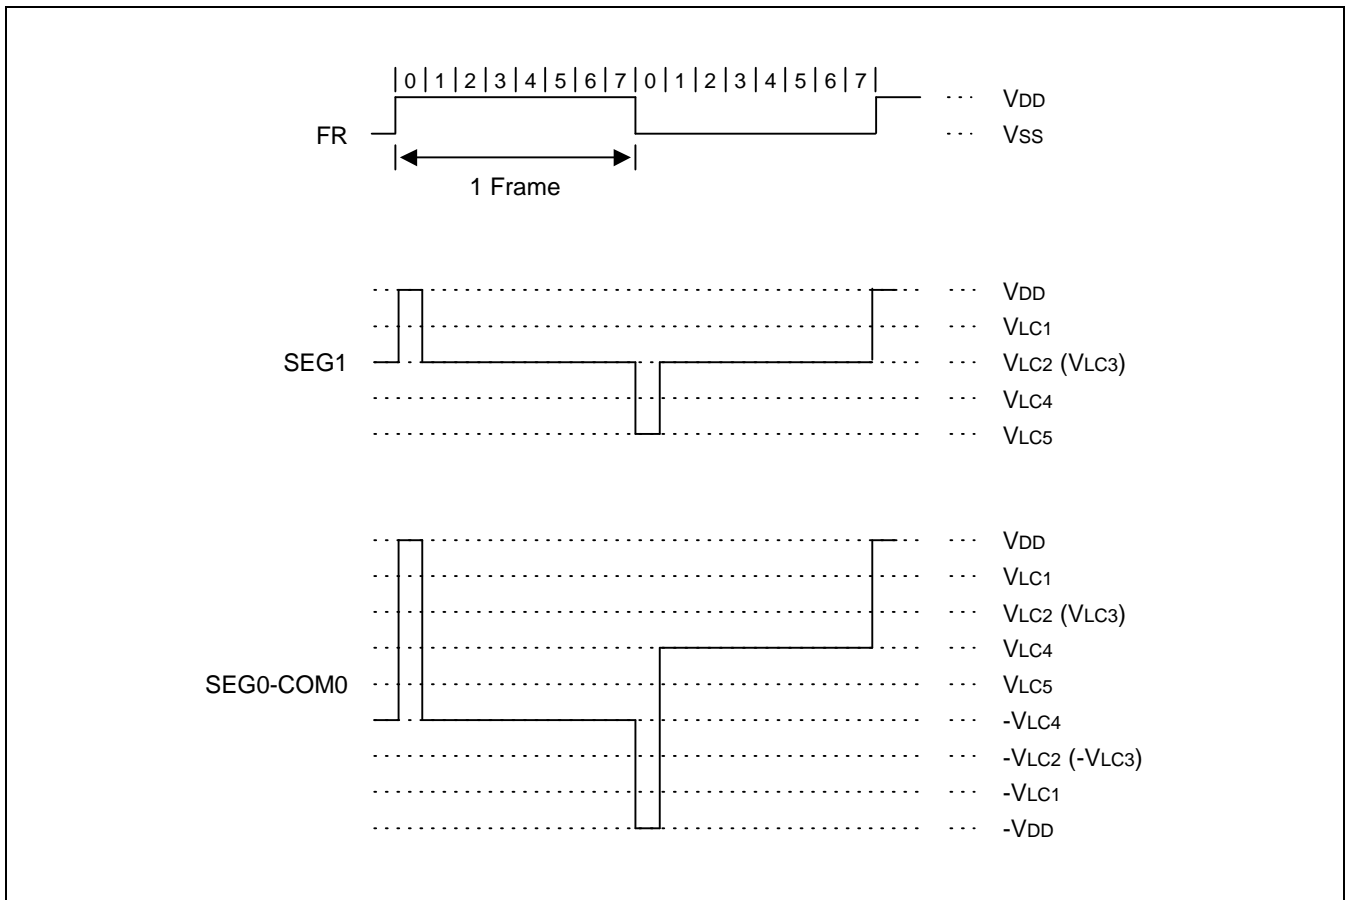 0 1 2 3 4 5 6 7 0 1 2 3 4 5 6 7
VDD
FR
VSS
1 Frame
VDD
VLC1
SEG1
VLC2 (VLC3)
VLC4
VLC5
VDD
VLC1
VLC2 (VLC3)
VLC4
SEG0-COM0
VLC5
-VLC4
-VLC2 (-VLC3)
-VLC1
-VDD